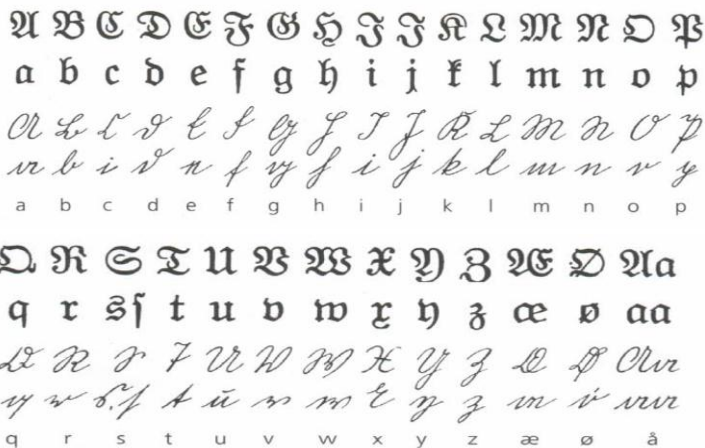 A B C D E F G H I J K L M N O P
a b c d e f g h i j k l m n o p
A B C D E F G H I J K L M N O P
a b c d e f g h i j k l m n o p
a b c d e f g h i j k l m n o p
Q R S T U V W X Y Z Æ Ø Aa
q r s ſ t u v w x y z æ ø aa
Q R S T U V W X Y Z Æ Ø Aa
q r s. ſ t u v w x y z æ ø aa
q r s t u v w x y z æ ø å